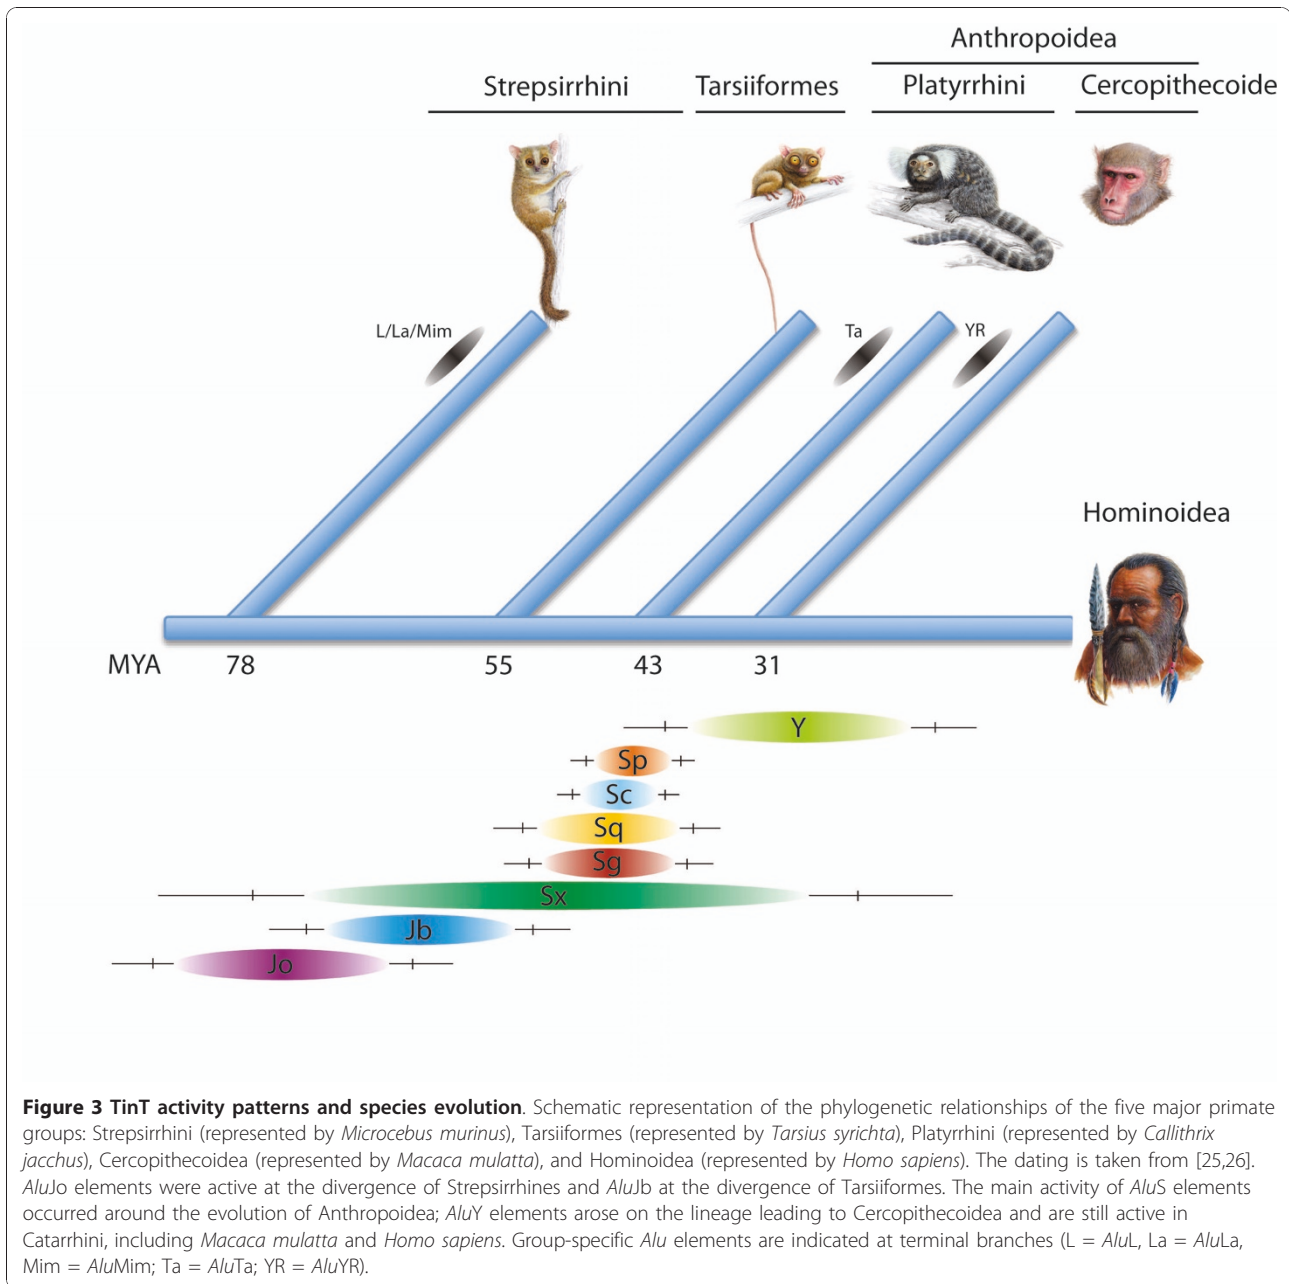 Anthropoidea
Strepsirrhini Tarsiiformes Platyrrhini Cercopithecoide
L/La/Mim Ta YR
Hominoidea
MYA 78 55 43 31
Y
Sp
Sc
Sq
Sg
Sx
Jb
Jo
Figure 3 TinT activity patterns and species evolution. Schematic representation of the phylogenetic relationships of the five major primate
groups: Strepsirrhini (represented by Microcebus murinus), Tarsiiformes (represented by Tarsius syrichta), Platyrrhini (represented by Callithrix
jacchus), Cercopithecoidea (represented by Macaca mulatta), and Hominoidea (represented by Homo sapiens). The dating is taken from [25,26].
AluJo elements were active at the divergence of Strepsirrhines and AluJb at the divergence of Tarsiiformes. The main activity of AluS elements
occurred around the evolution of Anthropoidea; AluY elements arose on the lineage leading to Cercopithecoidea and are still active in
Catarrhini, including Macaca mulatta and Homo sapiens. Group-specific Alu elements are indicated at terminal branches (L = AluL, La = AluLa,
Mim = AluMim; Ta = AluTa; YR = AluYR).